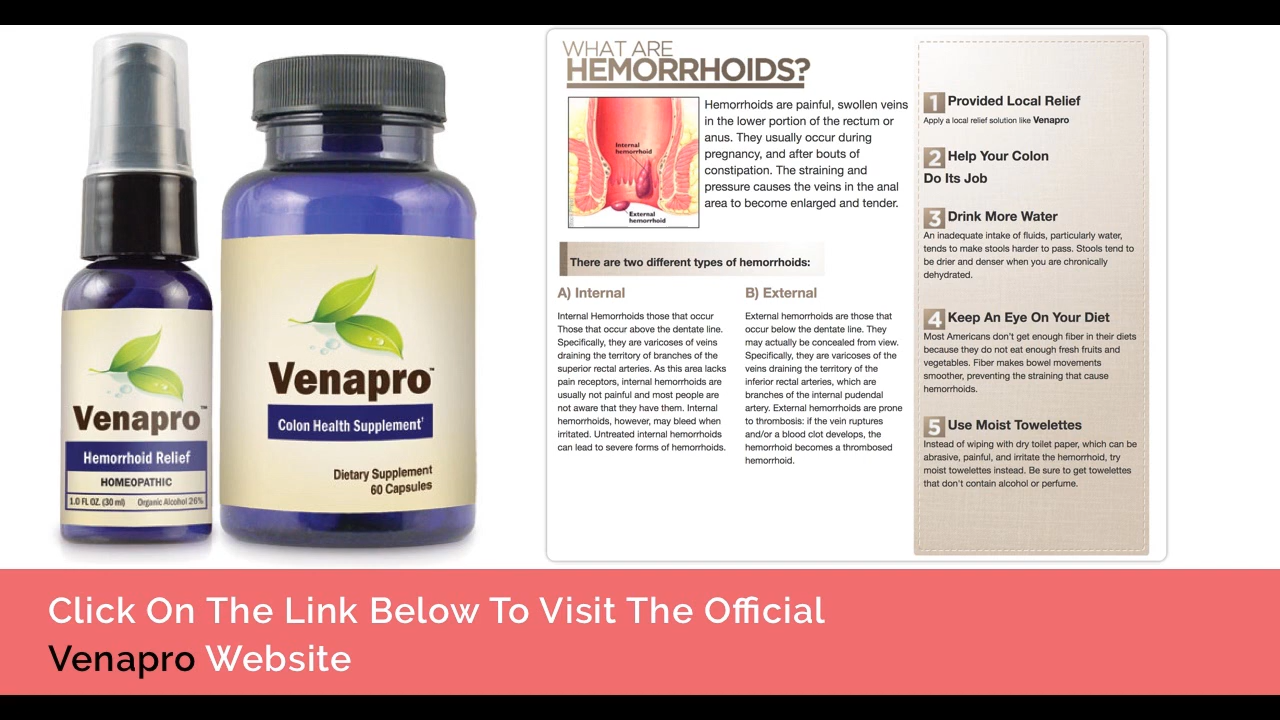 Venapro™
Hemorrhoid Relief
HOMEOPATHIC
1.0 FL OZ. (30 ml) Organic Alcohol 26%
Venapro™
Colon Health Supplement†
Dietary Supplement
60 Capsules
WHAT ARE
HEMORRHOIDS?
Internal
hemorrhoid
External
hemorrhoid
Hemorrhoids are painful, swollen veins
in the lower portion of the rectum or
anus. They usually occur during
pregnancy, and after bouts of
constipation. The straining and
pressure causes the veins in the anal
area to become enlarged and tender.
There are two different types of hemorrhoids:
A) Internal
Internal Hemorrhoids those that occur
Those that occur above the dentate line.
Specifically, they are varicoses of veins
draining the territory of branches of the
superior rectal arteries. As this area lacks
pain receptors, internal hemorrhoids are
usually not painful and most people are
not aware that they have them. Internal
hemorrhoids, however, may bleed when
irritated. Untreated internal hemorrhoids
can lead to severe forms of hemorrhoids.
B) External
External hemorrhoids are those that
occur below the dentate line. They
may actually be concealed from view.
Specifically, they are varicoses of the
veins draining the territory of the
inferior rectal arteries, which are
branches of the internal pudendal
artery. External hemorrhoids are prone
to thrombosis: if the vein ruptures
and/or a blood clot develops, the
hemorrhoid becomes a thrombosed
hemorrhoid.
1 Provided Local Relief
Apply a local relief solution like Venapro
2 Help Your Colon
Do Its Job
3 Drink More Water
An inadequate intake of fluids, particularly water,
tends to make stools harder to pass. Stools tend to
be drier and denser when you are chronically
dehydrated.
4 Keep An Eye On Your Diet
Most Americans don't get enough fiber in their diets
because they do not eat enough fresh fruits and
vegetables. Fiber makes bowel movements
smoother, preventing the straining that cause
hemorrhoids.
5 Use Moist Towelettes
Instead of wiping with dry toilet paper, which can be
abrasive, painful, and irritate the hemorrhoid, try
moist towelettes instead. Be sure to get towelettes
that don't contain alcohol or perfume.
Click On The Link Below To Visit The Official
Venapro Website